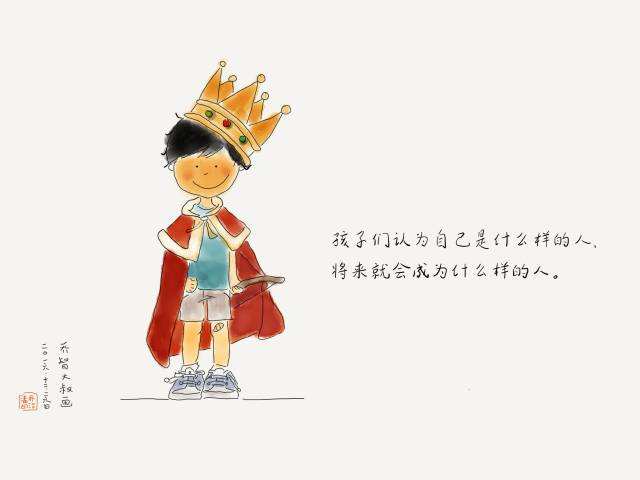 孩子们认为自己是什么样的人、
将来就会成为什么样的人。
乔智大叔画